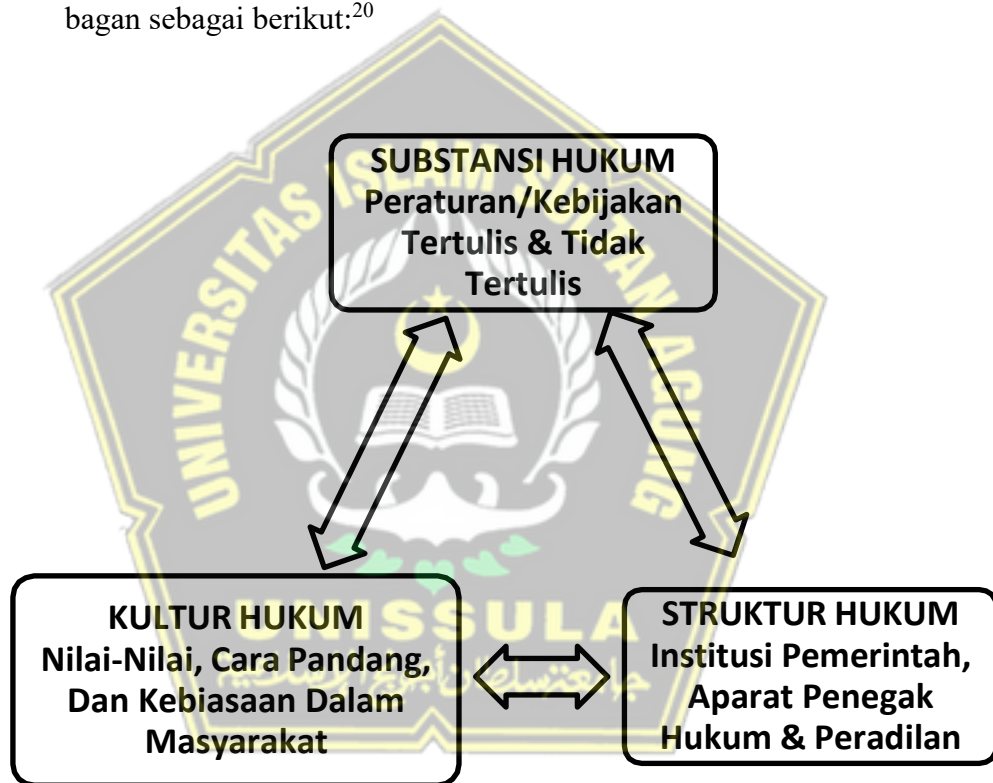 bagan sebagai berikut:20
SUBSTANSI HUKUM
Peraturan/Kebijakan
Tertulis & Tidak
Tertulis
KULTUR HUKUM
Nilai-Nilai, Cara Pandang,
Dan Kebiasaan Dalam
Masyarakat
STRUKTUR HUKUM
Institusi Pemerintah,
Aparat Penegak
Hukum & Peradilan
UNIVERSITAS ISLAM SULTAN AGUNG
UNISSULA